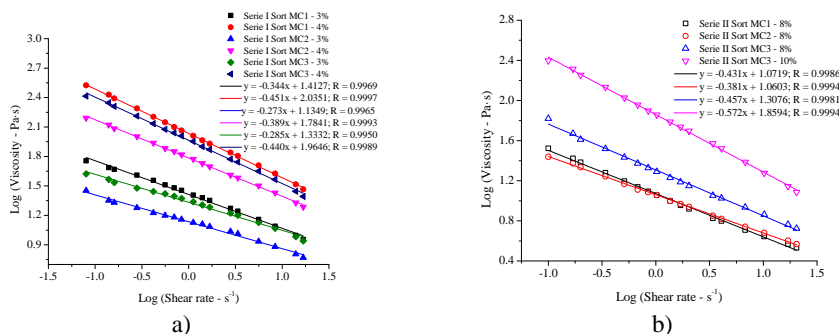 Serie I Sort MC1 - 3%
Serie I Sort MC1 - 4%
Serie I Sort MC2 - 3%
Serie I Sort MC2 - 4%
Serie I Sort MC3 - 3%
Serie I Sort MC3 - 4%
y = -0.344x + 1.4127; R = 0.9969
y = -0.451x + 2.0351; R = 0.9997
y = -0.273x + 1.1349; R = 0.9965
y = -0.389x + 1.7841; R = 0.9993
y = -0.285x + 1.3332; R = 0.9950
y = -0.440x + 1.9646; R = 0.9989
Log (Viscosity - Pa·s)
3.0
2.7
2.4
2.1
1.8
1.5
1.2
0.9
-1.5 -1.0 -0.5 0.0 0.5 1.0 1.5
Log (Shear rate - s-1)
a)
Serie II Sort MC1 - 8%
Serie II Sort MC2 - 8%
Serie II Sort MC3 - 8%
Serie II Sort MC3 - 10%
y = -0.431x + 1.0719; R = 0.9986
y = -0.381x + 1.0603; R = 0.9994
y = -0.457x + 1.3076; R = 0.9981
y = -0.572x + 1.8594; R = 0.9994
Log (Viscosity - Pa·s)
2.8
2.4
2.0
1.6
1.2
0.8
0.4
-1.0 -0.5 0.0 0.5 1.0 1.5
Log (Shear rate - s-1)
b)